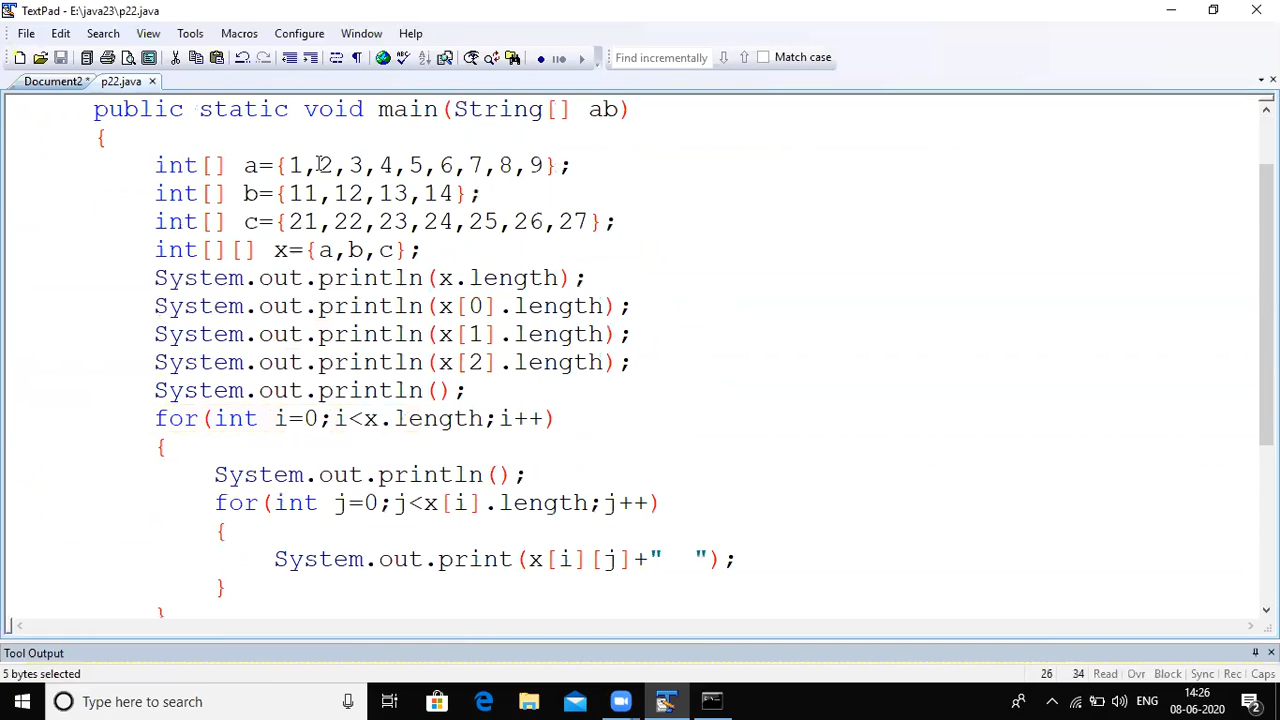 TextPad - E:\java23\p22.java
File Edit Search View Tools Macros Configure Window Help
Find incrementally Match case
Document2 * p22.java ×
public static void main(String[] ab)
{
int[] a={1,2,3,4,5,6,7,8,9};
int[] b={11,12,13,14};
int[] c={21,22,23,24,25,26,27};
int[][] x={a,b,c};
System.out.println(x.length);
System.out.println(x[0].length);
System.out.println(x[1].length);
System.out.println(x[2].length);
System.out.println();
for(int i=0;i<x.length;i++)
{
System.out.println();
for(int j=0;j<x[i].length;j++)
{
System.out.print(x[i][j]+"  ");
}
}
Tool Output
5 bytes selected 26 34 Read Ovr Block Sync Rec Caps
Type here to search ENG 14:26
08-06-2020 2